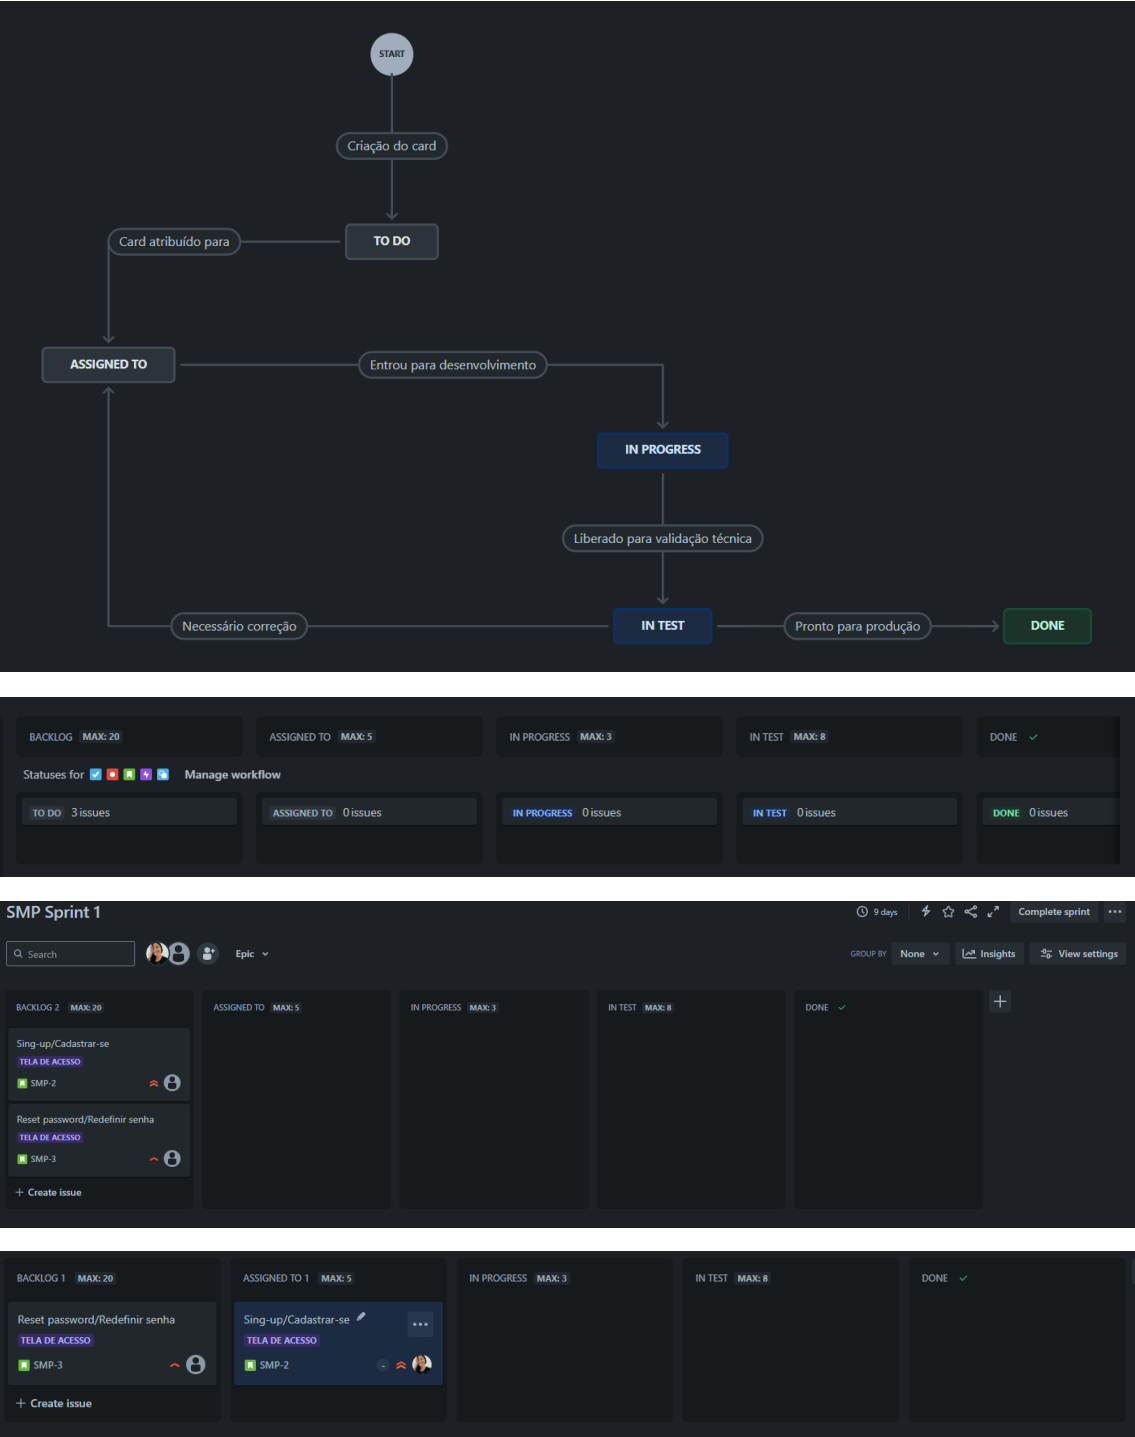 START
Criação do card
TO DO
Card atribuído para
ASSIGNED TO
Entrou para desenvolvimento
IN PROGRESS
Liberado para validação técnica
Necessário correção
IN TEST
Pronto para produção
DONE
BACKLOG MAX: 20 ASSIGNED TO MAX: 5 IN PROGRESS MAX: 3 IN TEST MAX: 8 DONE
Statuses for Manage workflow
TO DO 3 issues ASSIGNED TO 0 issues IN PROGRESS 0 issues IN TEST 0 issues DONE 0 issues
SMP Sprint 1
9 days Complete sprint
Search Epic GROUP BY None Insights View settings
BACKLOG 2 MAX: 20 ASSIGNED TO MAX: 5 IN PROGRESS MAX: 3 IN TEST MAX: 8 DONE
Sing-up/Cadastrar-se
TELA DE ACESSO
SMP-2
Reset password/Redefinir senha
TELA DE ACESSO
SMP-3
+ Create issue
BACKLOG 1 MAX: 20 ASSIGNED TO 1 MAX: 5 IN PROGRESS MAX: 3 IN TEST MAX: 8 DONE
Reset password/Redefinir senha
TELA DE ACESSO
SMP-3
+ Create issue
Sing-up/Cadastrar-se
TELA DE ACESSO
SMP-2 -